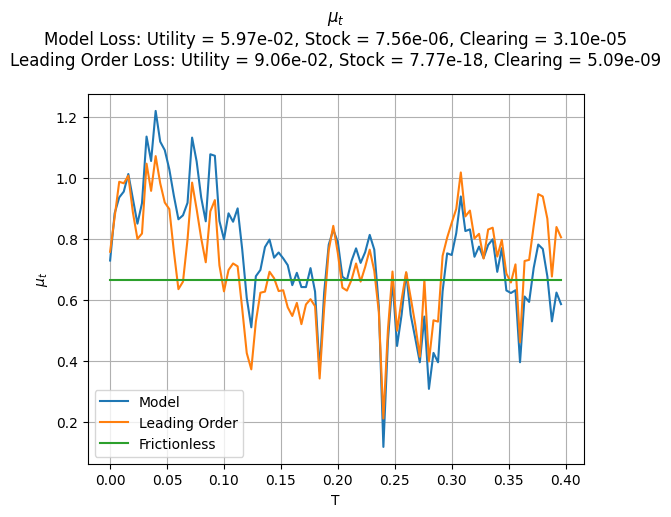 μt
Model Loss: Utility = 5.97e-02, Stock = 7.56e-06, Clearing = 3.10e-05
Leading Order Loss: Utility = 9.06e-02, Stock = 7.77e-18, Clearing = 5.09e-09
1.2
1.0
0.8
0.6
0.4
0.2
μt
Model
Leading Order
Frictionless
0.00 0.05 0.10 0.15 0.20 0.25 0.30 0.35 0.40
T